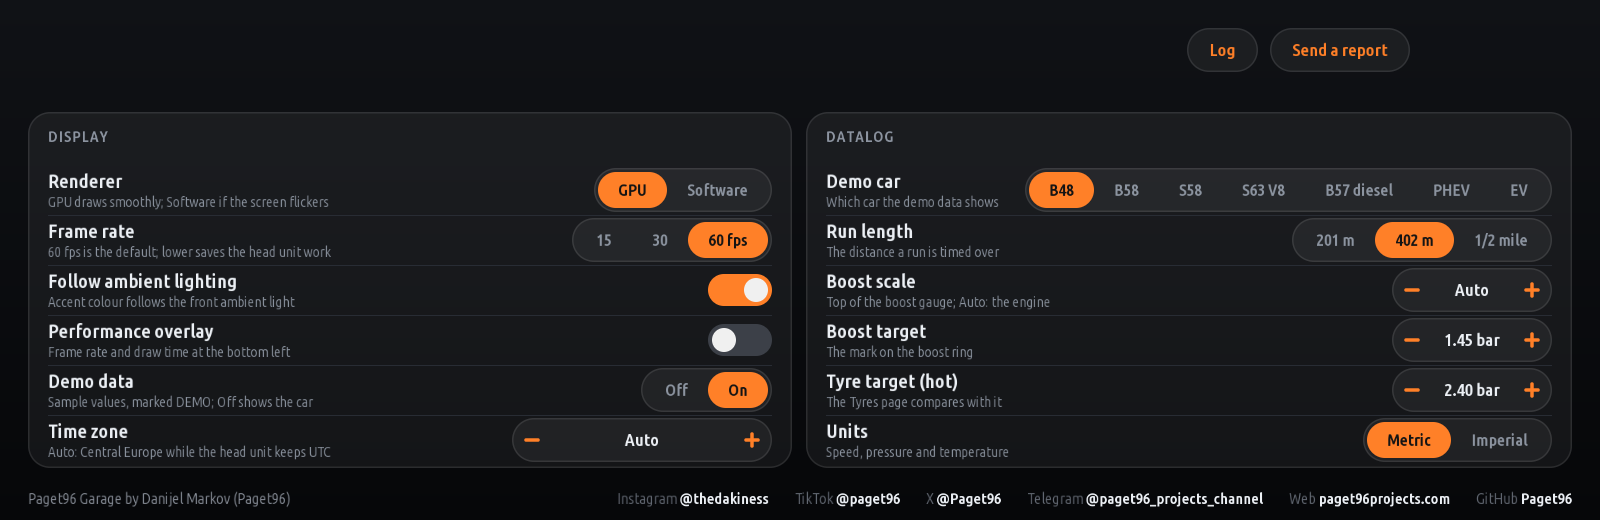 Log Send a report
DISPLAY
Renderer
GPU draws smoothly; Software if the screen flickers
GPU Software
Frame rate
60 fps is the default; lower saves the head unit work
15 30 60 fps
Follow ambient lighting
Accent colour follows the front ambient light
Performance overlay
Frame rate and draw time at the bottom left
Demo data
Sample values, marked DEMO; Off shows the car
Off On
Time zone
Auto: Central Europe while the head unit keeps UTC
− Auto +
DATALOG
Demo car
Which car the demo data shows
B48 B58 S58 S63 V8 B57 diesel PHEV EV
Run length
The distance a run is timed over
201 m 402 m 1/2 mile
Boost scale
Top of the boost gauge; Auto: the engine
− Auto +
Boost target
The mark on the boost ring
− 1.45 bar +
Tyre target (hot)
The Tyres page compares with it
− 2.40 bar +
Units
Speed, pressure and temperature
Metric Imperial
Paget96 Garage by Danijel Markov (Paget96) Instagram @thedakiness TikTok @paget96 X @Paget96 Telegram @paget96_projects_channel Web paget96projects.com GitHub Paget96